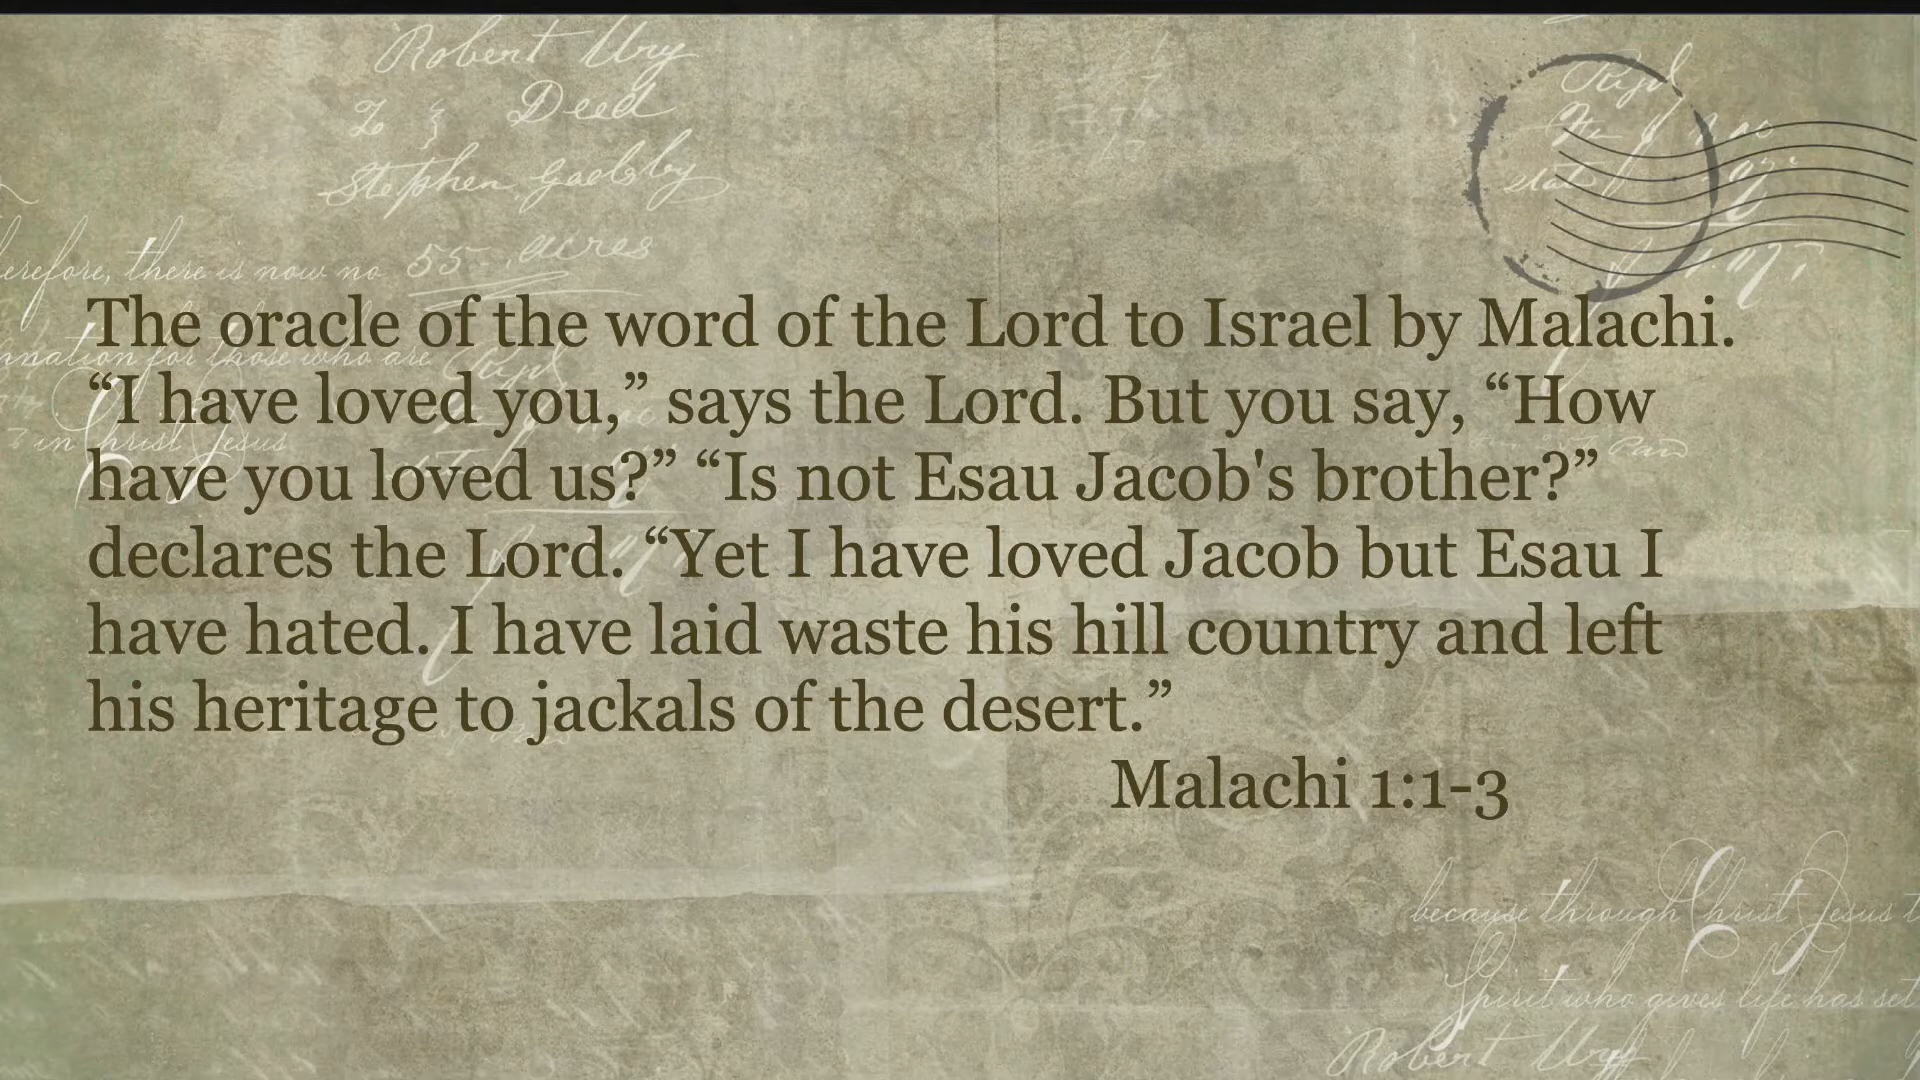 Robert Ury
Deed
Stephen Gadsby
55 acres
therefore, there is now no
The oracle of the word of the Lord to Israel by Malachi.
for those who are
“I have loved you,” says the Lord. But you say, “How
in Christ Jesus
have you loved us?” “Is not Esau Jacob's brother?”
declares the Lord. “Yet I have loved Jacob but Esau I
have hated. I have laid waste his hill country and left
his heritage to jackals of the desert.”
Malachi 1:1-3
because through Christ Jesus
Spirit who gives life has set
Robert Ury